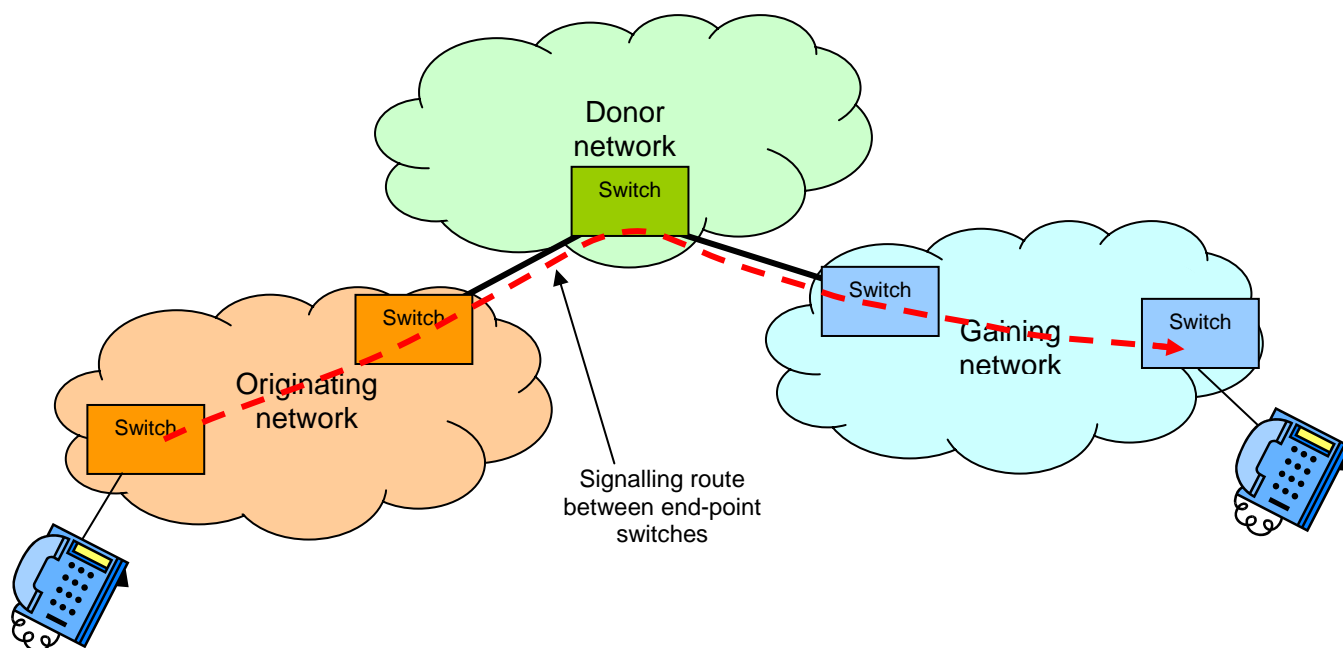 Donor
network
Switch
Switch
Switch
Switch
Gaining
network
Originating
network
Switch
Signalling route
between end-point
switches